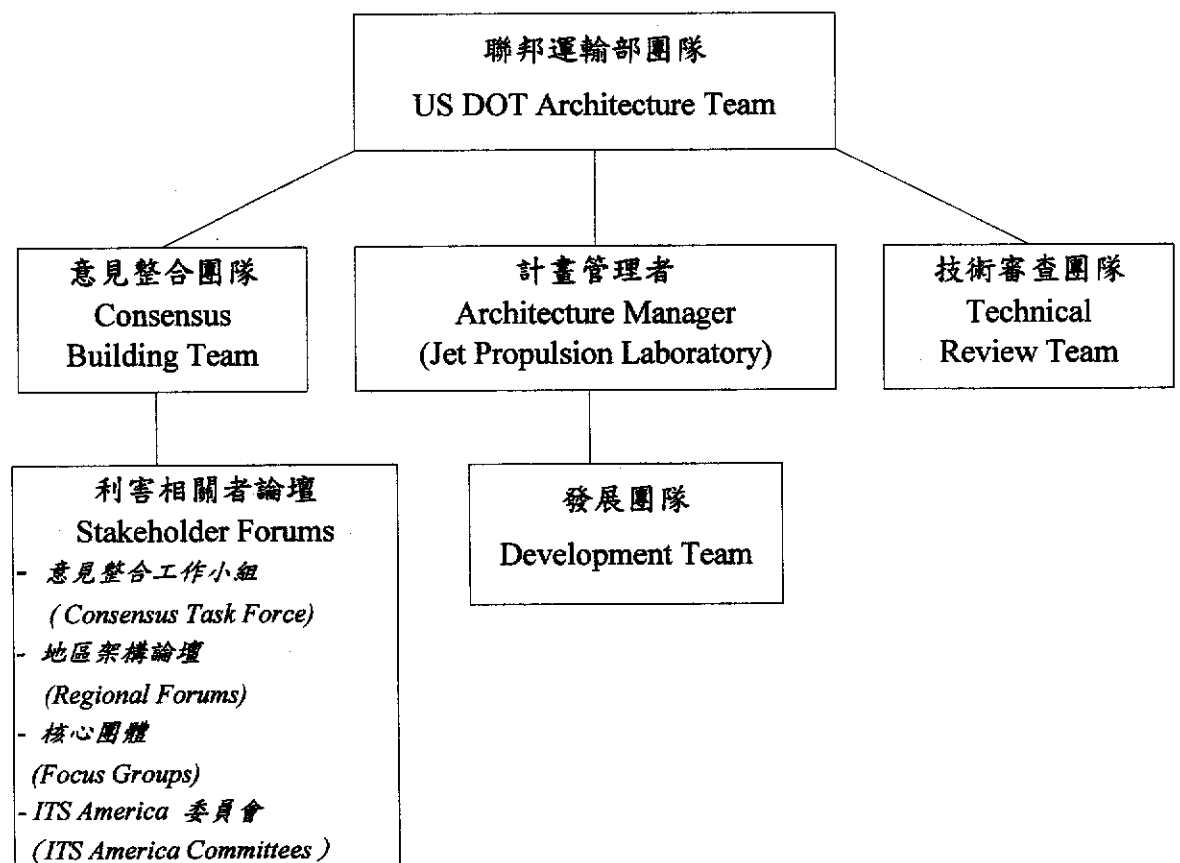 聯邦運輸部團隊
US DOT Architecture Team
意見整合團隊
Consensus
Building Team
計畫管理者
Architecture Manager
(Jet Propulsion Laboratory)
技術審查團隊
Technical
Review Team
利害相關者論壇
Stakeholder Forums
- 意見整合工作小組
( Consensus Task Force)
- 地區架構論壇
(Regional Forums)
- 核心團體
(Focus Groups)
- ITS America 委員會
(ITS America Committees )
發展團隊
Development Team